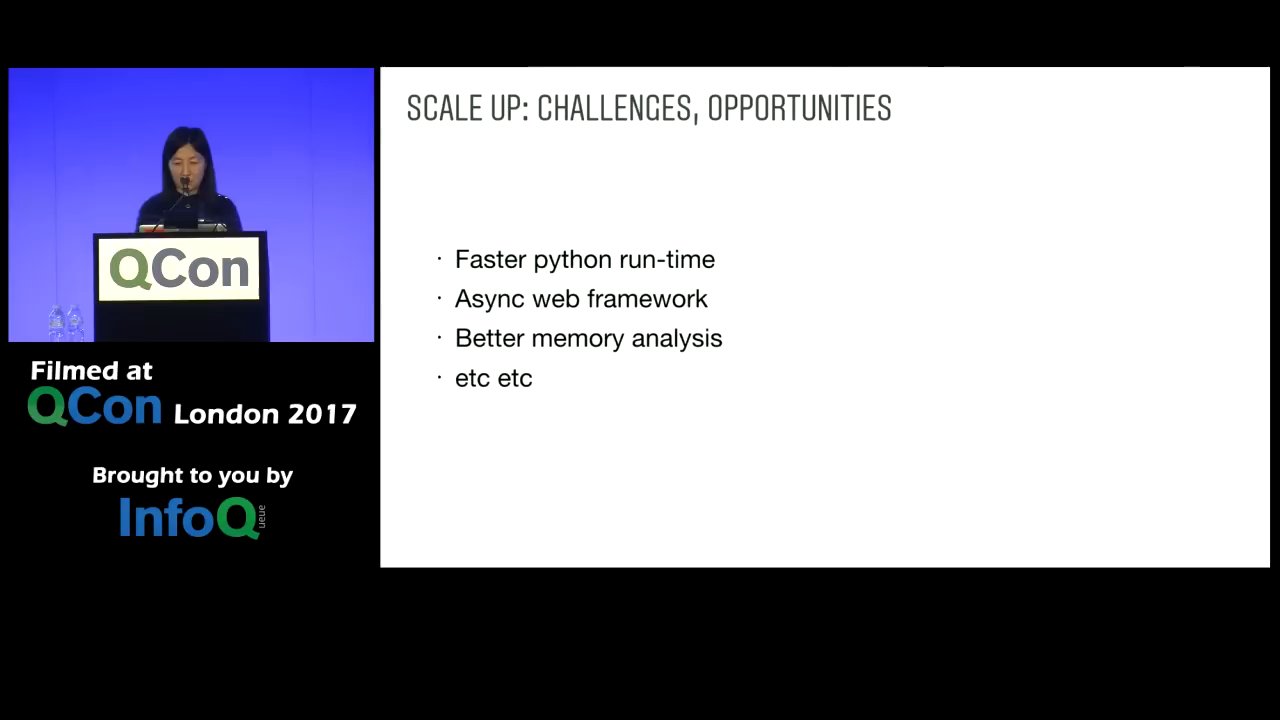 SCALE UP: CHALLENGES, OPPORTUNITIES
· Faster python run-time
· Async web framework
· Better memory analysis
· etc etc
QCon
Filmed at
QCon London 2017
Brought to you by
InfoQ
ueue